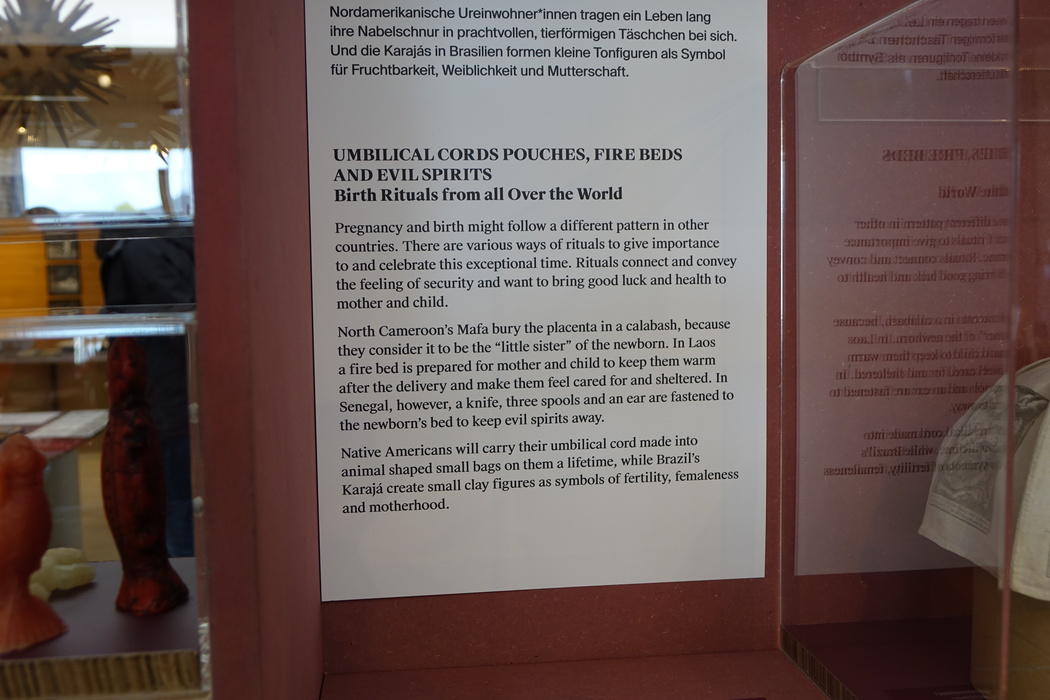 Nordamerikanische Ureinwohner*innen tragen ein Leben lang
ihre Nabelschnur in prachtvollen, tierförmigen Täschchen bei sich.
Und die Karajás in Brasilien formen kleine Tonfiguren als Symbol
für Fruchtbarkeit, Weiblichkeit und Mutterschaft.
UMBILICAL CORDS POUCHES, FIRE BEDS
AND EVIL SPIRITS
Birth Rituals from all Over the World
Pregnancy and birth might follow a different pattern in other
countries. There are various ways of rituals to give importance
to and celebrate this exceptional time. Rituals connect and convey
the feeling of security and want to bring good luck and health to
mother and child.
North Cameroon's Mafa bury the placenta in a calabash, because
they consider it to be the “little sister” of the newborn. In Laos
a fire bed is prepared for mother and child to keep them warm
after the delivery and make them feel cared for and sheltered. In
Senegal, however, a knife, three spools and an ear are fastened to
the newborn's bed to keep evil spirits away.
Native Americans will carry their umbilical cord made into
animal shaped small bags on them a lifetime, while Brazil's
Karajá create small clay figures as symbols of fertility, femaleness
and motherhood.